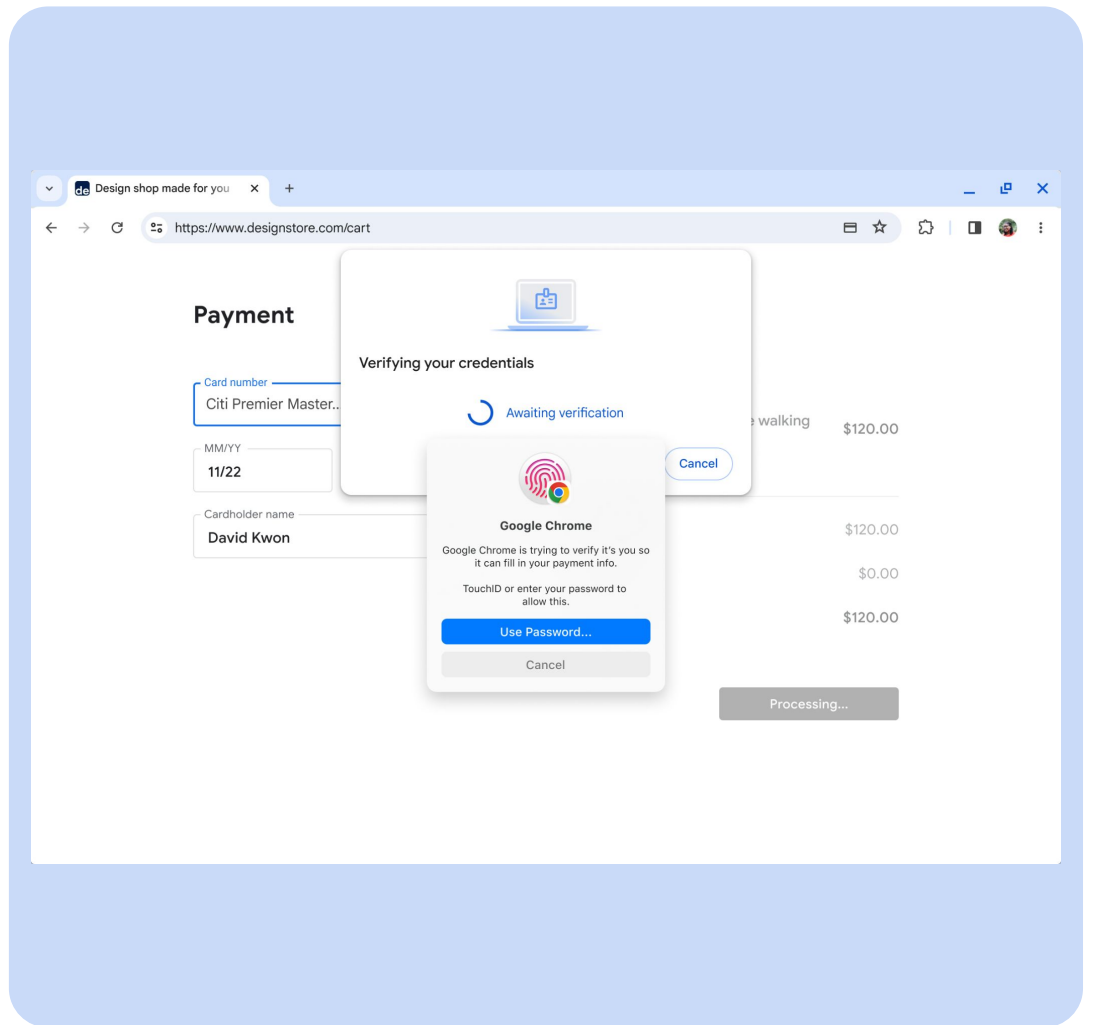 de Design shop made for you
https://www.designstore.com/cart
Payment
Verifying your credentials
Card number
Citi Premier Master..
Awaiting verification
walking
$120.00
MM/YY
11/22
Cancel
Cardholder name
David Kwon
Google Chrome
Google Chrome is trying to verify it's you so
it can fill in your payment info.
TouchID or enter your password to
allow this.
Use Password...
Cancel
$120.00
$0.00
$120.00
Processing...